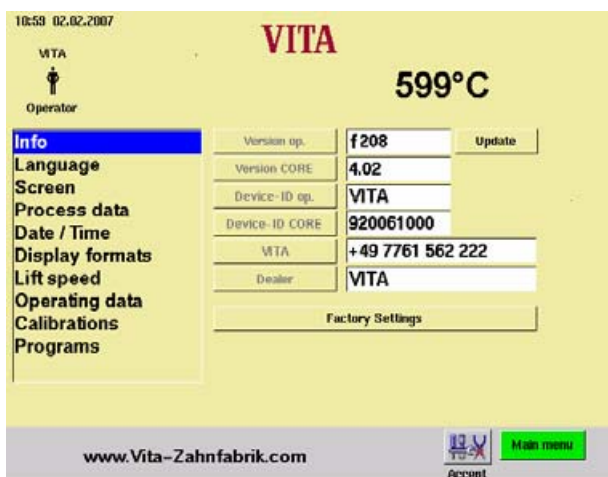 10:59 02.02.2007
VITA
VITA
599°C
Operator
Info
Language
Screen
Process data
Date / Time
Display formats
Lift speed
Operating data
Calibrations
Programs
Version op. f208 Update
Version CORE 4.02
Device-ID op. VITA
Device-ID CORE 920061000
VITA +49 7761 562 222
Dealer VITA
Factory Settings
www.Vita-Zahnfabrik.com
Accept
Main menu